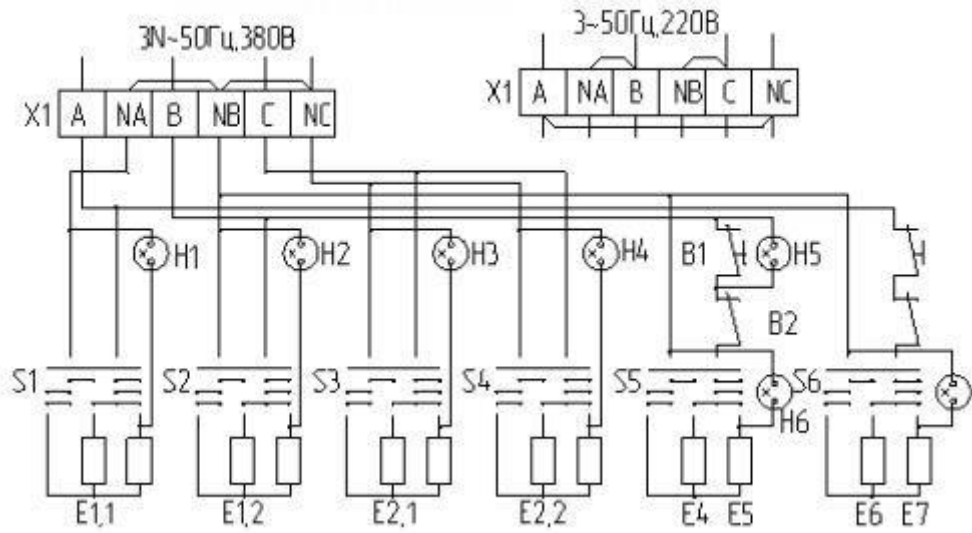 3N~50Гц,380В
3~50Гц,220В
X1 A NA B NB C NC
X1 A NA B NB C NC
H1 H2 H3 H4 B1 H5
B2
S1 S2 S3 S4 S5 S6
H6
E1,1 E1,2 E2,1 E2,2 E4 E5 E6 E7